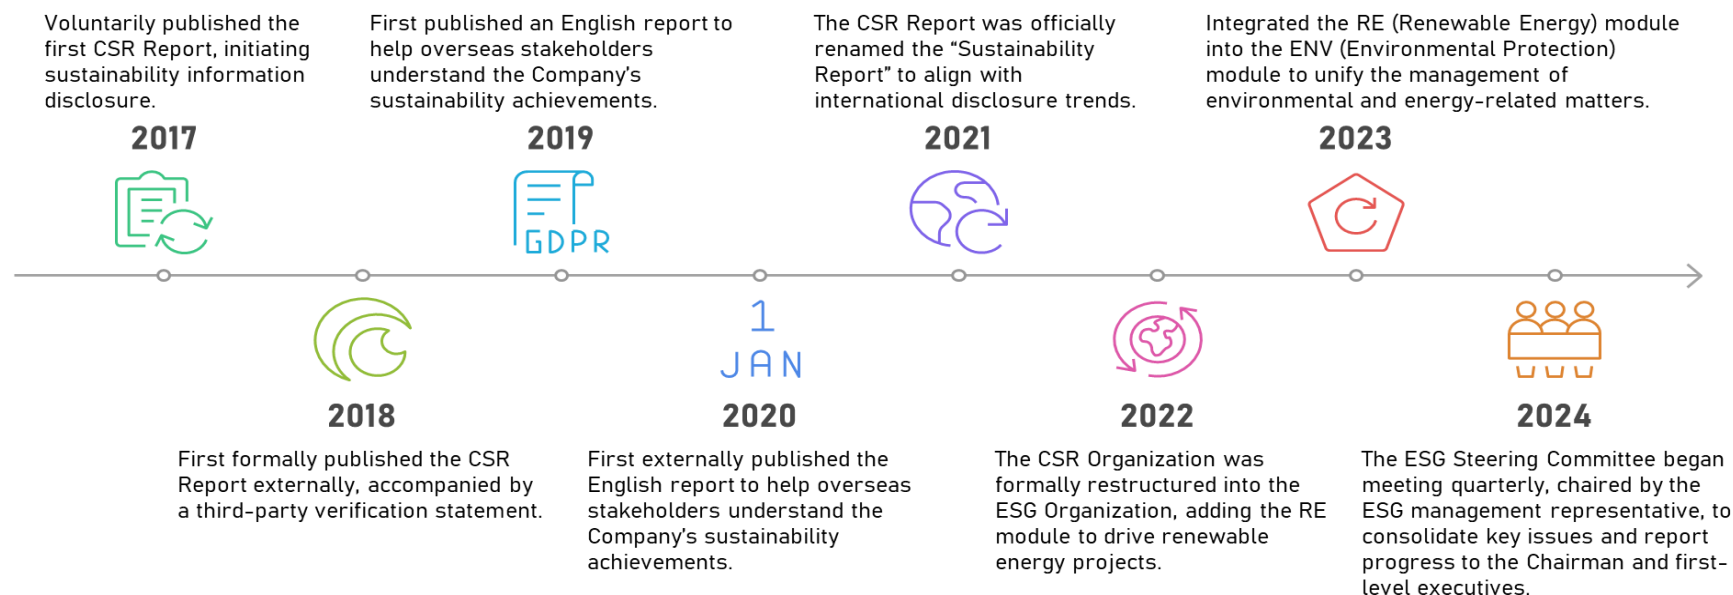 Voluntarily published the
first CSR Report, initiating
sustainability information
disclosure.
2017
First published an English report to
help overseas stakeholders
understand the Company's
sustainability achievements.
2019
GDPR
The CSR Report was officially
renamed the “Sustainability
Report” to align with
international disclosure trends.
2021
Integrated the RE (Renewable Energy) module
into the ENV (Environmental Protection)
module to unify the management of
environmental and energy-related matters.
2023
2018
First formally published the CSR
Report externally, accompanied by
a third-party verification statement.
1
JAN
2020
First externally published the
English report to help overseas
stakeholders understand the
Company's sustainability
achievements.
2022
The CSR Organization was
formally restructured into the
ESG Organization, adding the RE
module to drive renewable
energy projects.
2024
The ESG Steering Committee began
meeting quarterly, chaired by the
ESG management representative, to
consolidate key issues and report
progress to the Chairman and first-
level executives.